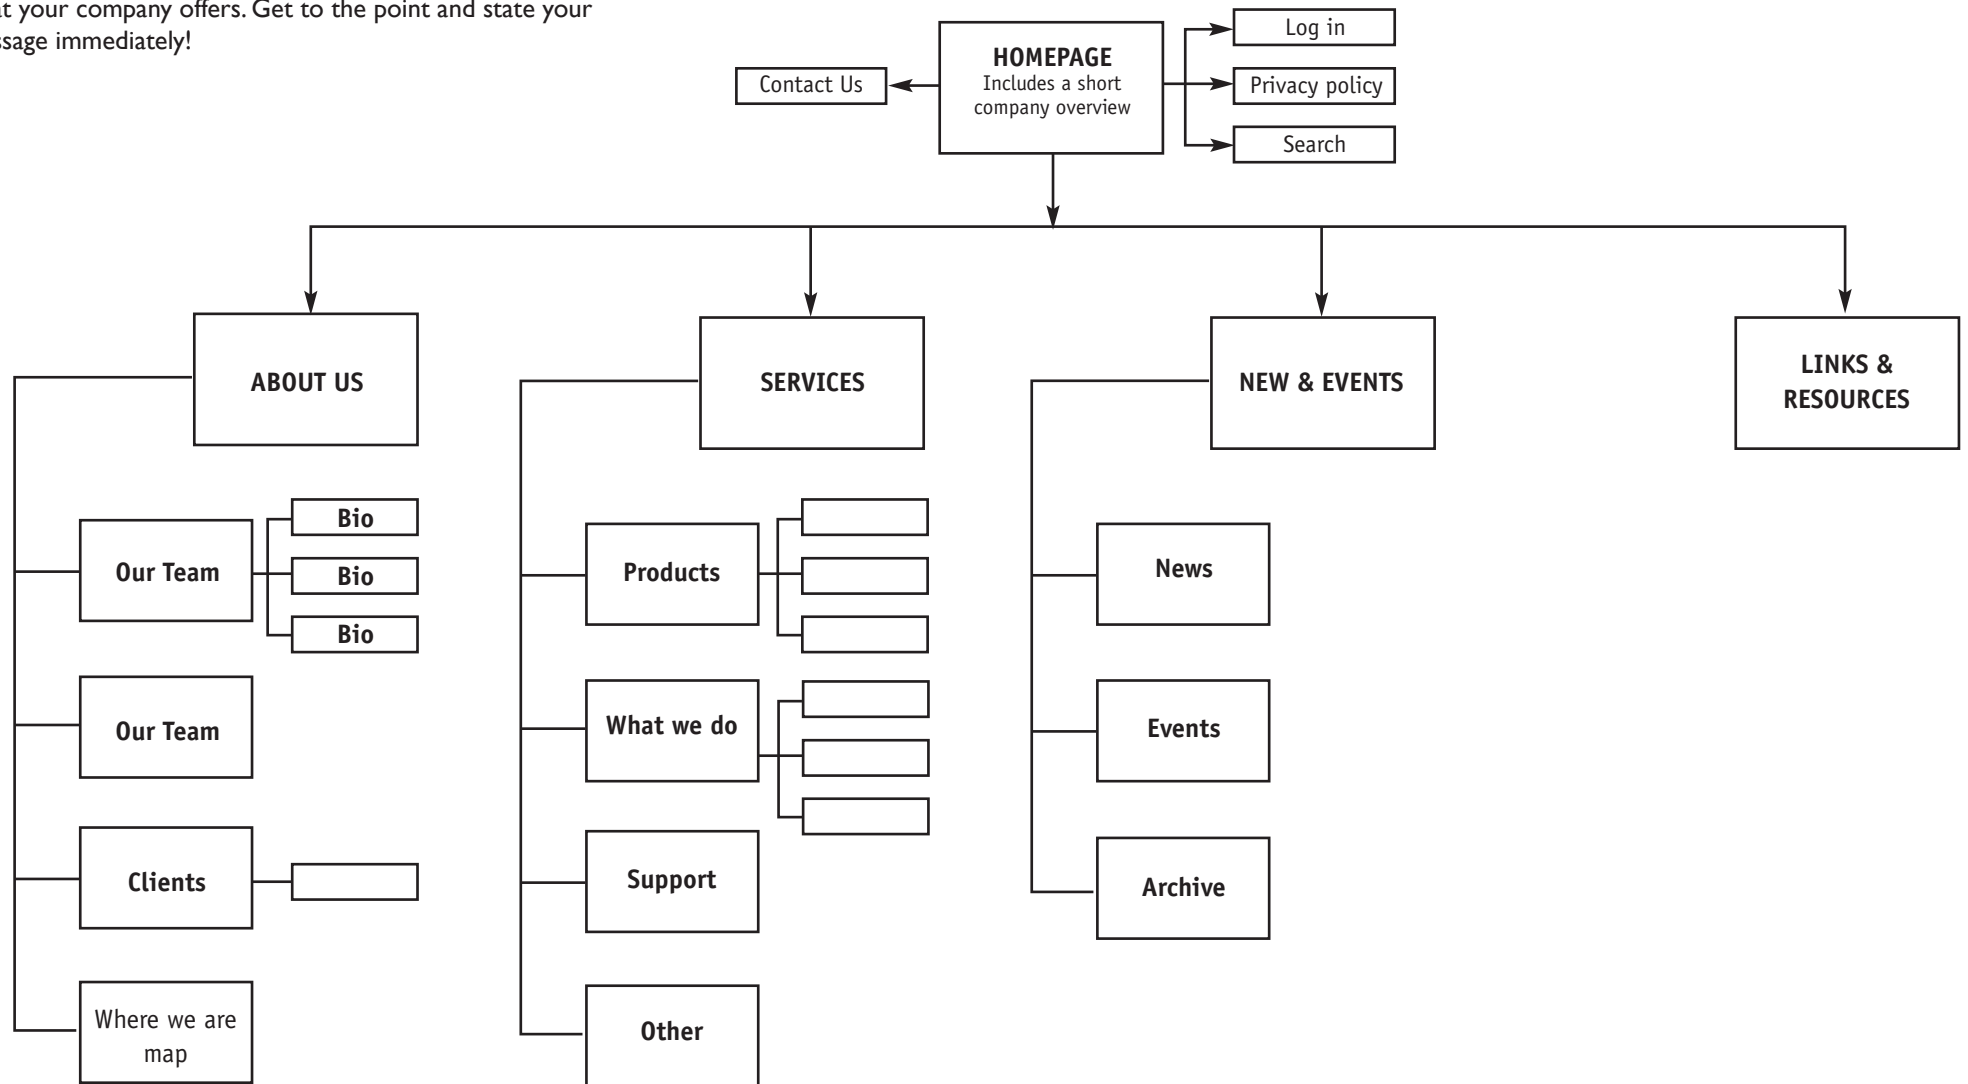 your company offers. Get to the point and state your
immediately!
Log in
HOMEPAGE
Includes a short
company overview
Contact Us
Privacy policy
Search
ABOUT US
SERVICES
NEW & EVENTS
LINKS &
RESOURCES
Bio
Our Team
Bio
Bio
Our Team
Clients
Where we are
map
Products
What we do
Support
Other
News
Events
Archive